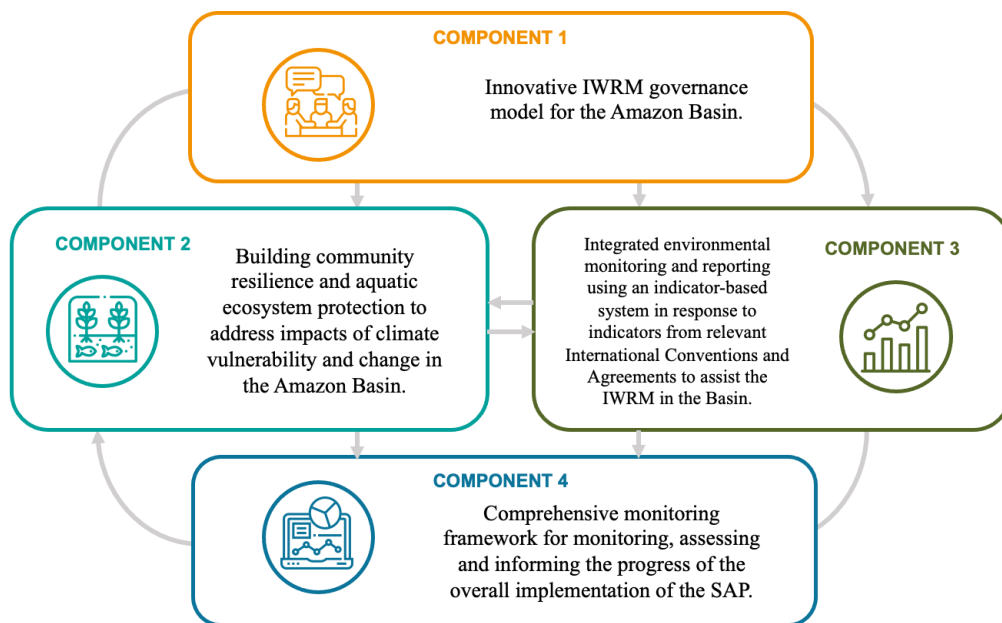 COMPONENT 1
Innovative IWRM governance
model for the Amazon Basin.
COMPONENT 2
Building community
resilience and aquatic
ecosystem protection to
address impacts of climate
vulnerability and change in
the Amazon Basin.
COMPONENT 3
Integrated environmental
monitoring and reporting
using an indicator-based
system in response to
indicators from relevant
International Conventions and
Agreements to assist the
IWRM in the Basin.
COMPONENT 4
Comprehensive monitoring
framework for monitoring, assessing
and informing the progress of the
overall implementation of the SAP.